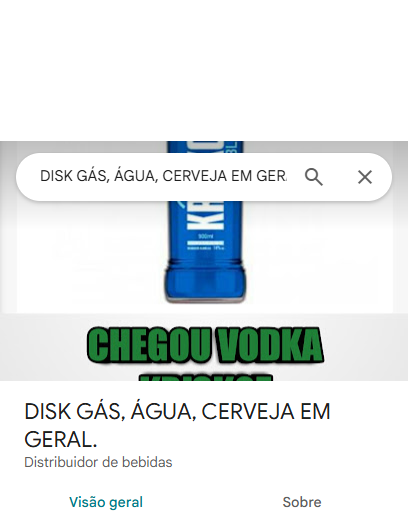 DISK GÁS, ÁGUA, CERVEJA EM GER
CHEGOU VODKA
DISK GÁS, ÁGUA, CERVEJA EM
GERAL.
Distribuidor de bebidas
Visão geral
Sobre